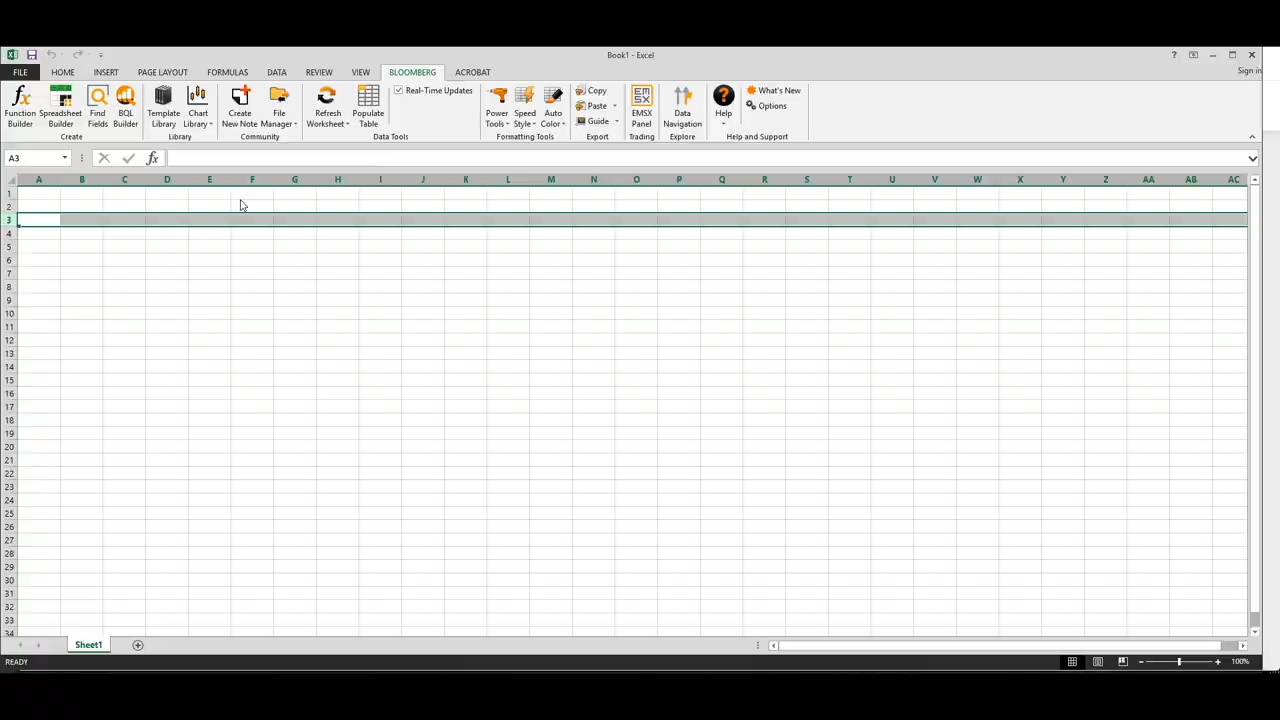 Book1 - Excel
Sign in
FILE HOME INSERT PAGE LAYOUT FORMULAS DATA REVIEW VIEW BLOOMBERG ACROBAT
Function Builder
Spreadsheet Builder
Find Fields
BQL Builder
Create
Template Library
Chart Library
Library
Create New Note
File Manager
Community
Refresh Worksheet
Populate Table
Real-Time Updates
Data Tools
Power Tools
Speed Style
Auto Color
Formatting Tools
Copy
Paste
Guide
Export
EMSX
EMSX Panel
Trading
Data Navigation
Explore
Help
What's New
Options
Help and Support
A3
fx
A B C D E F G H I J K L M N O P Q R S T U V W X Y Z AA AB AC
1
2
3
4
5
6
7
8
9
10
11
12
13
14
15
16
17
18
19
20
21
22
23
24
25
26
27
28
29
30
31
32
33
34
Sheet1
READY
100%